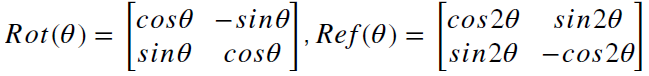 Rot(θ) = [cosθ −sinθ
sinθ cosθ], Ref(θ) = [cos2θ sin2θ
sin2θ −cos2θ]